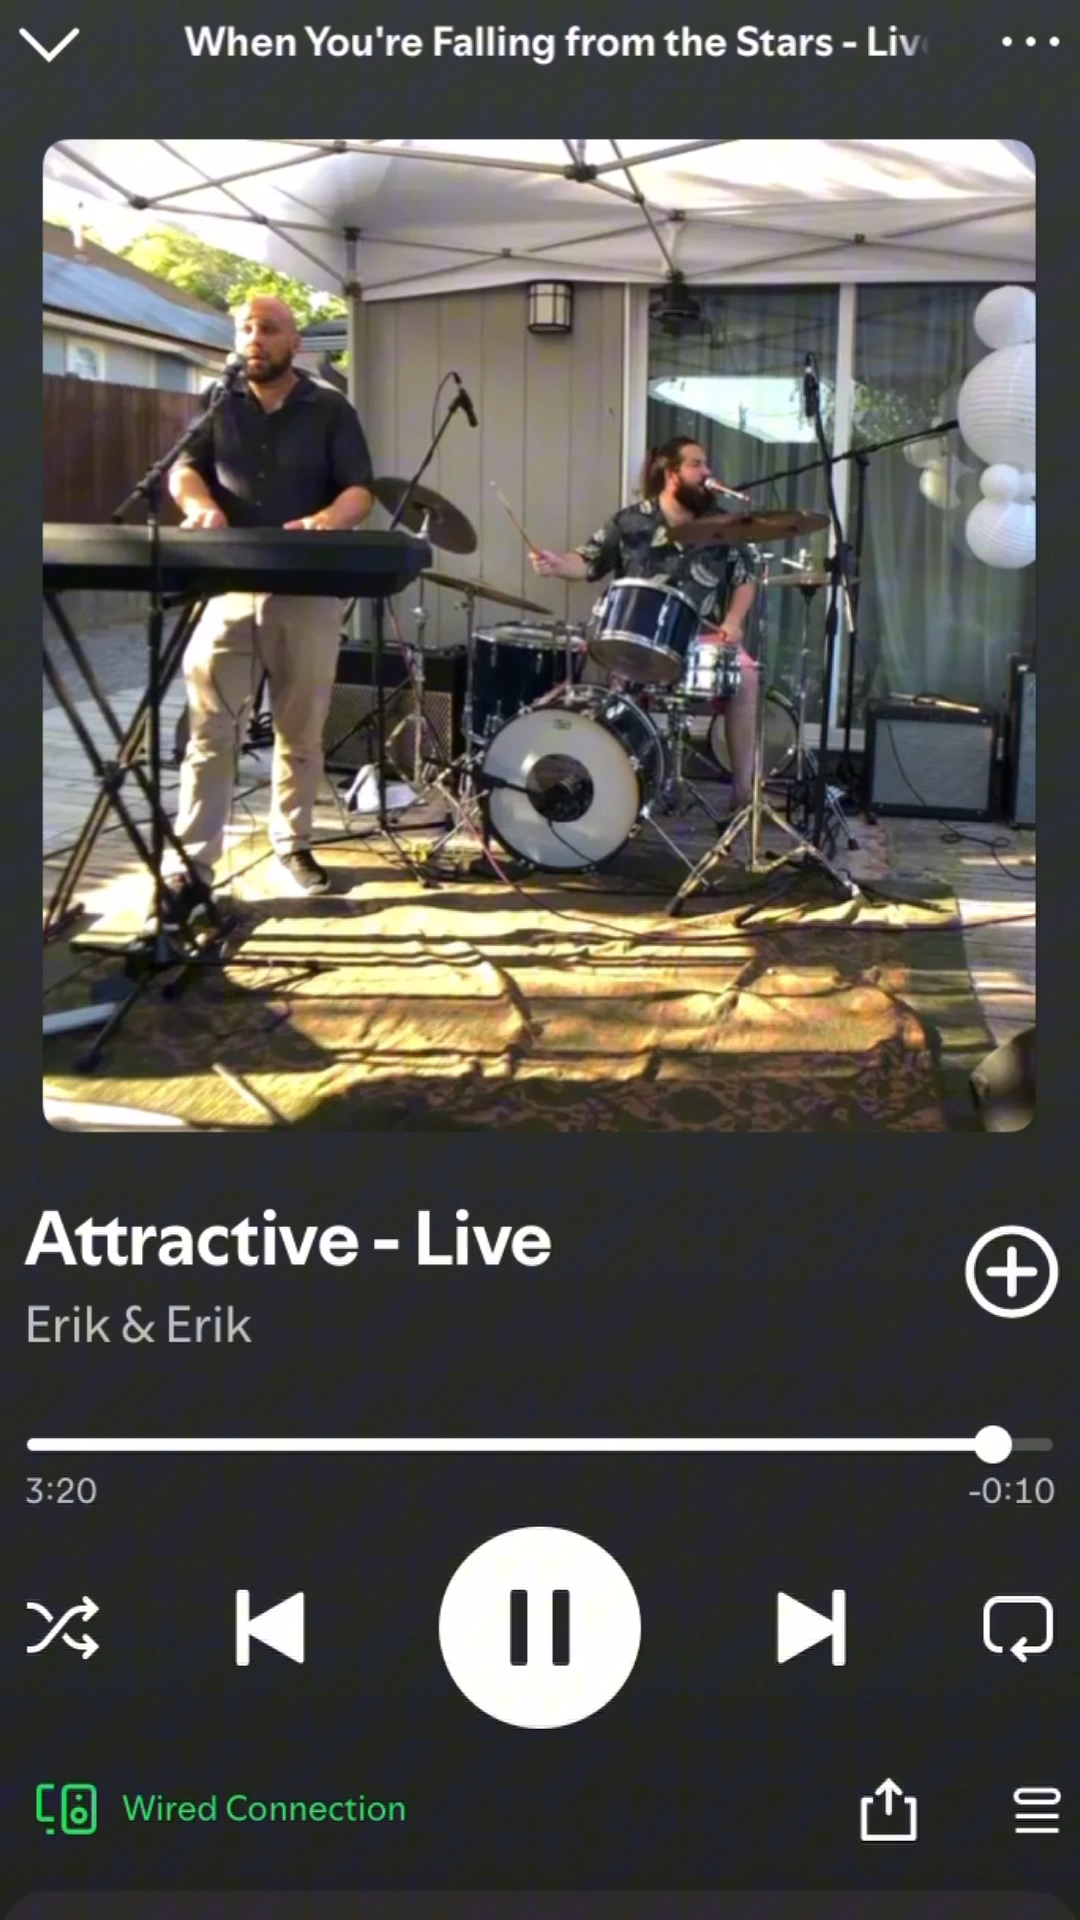 When You're Falling from the Stars - Liv
Attractive - Live
Erik & Erik
3:20
-0:10
Wired Connection